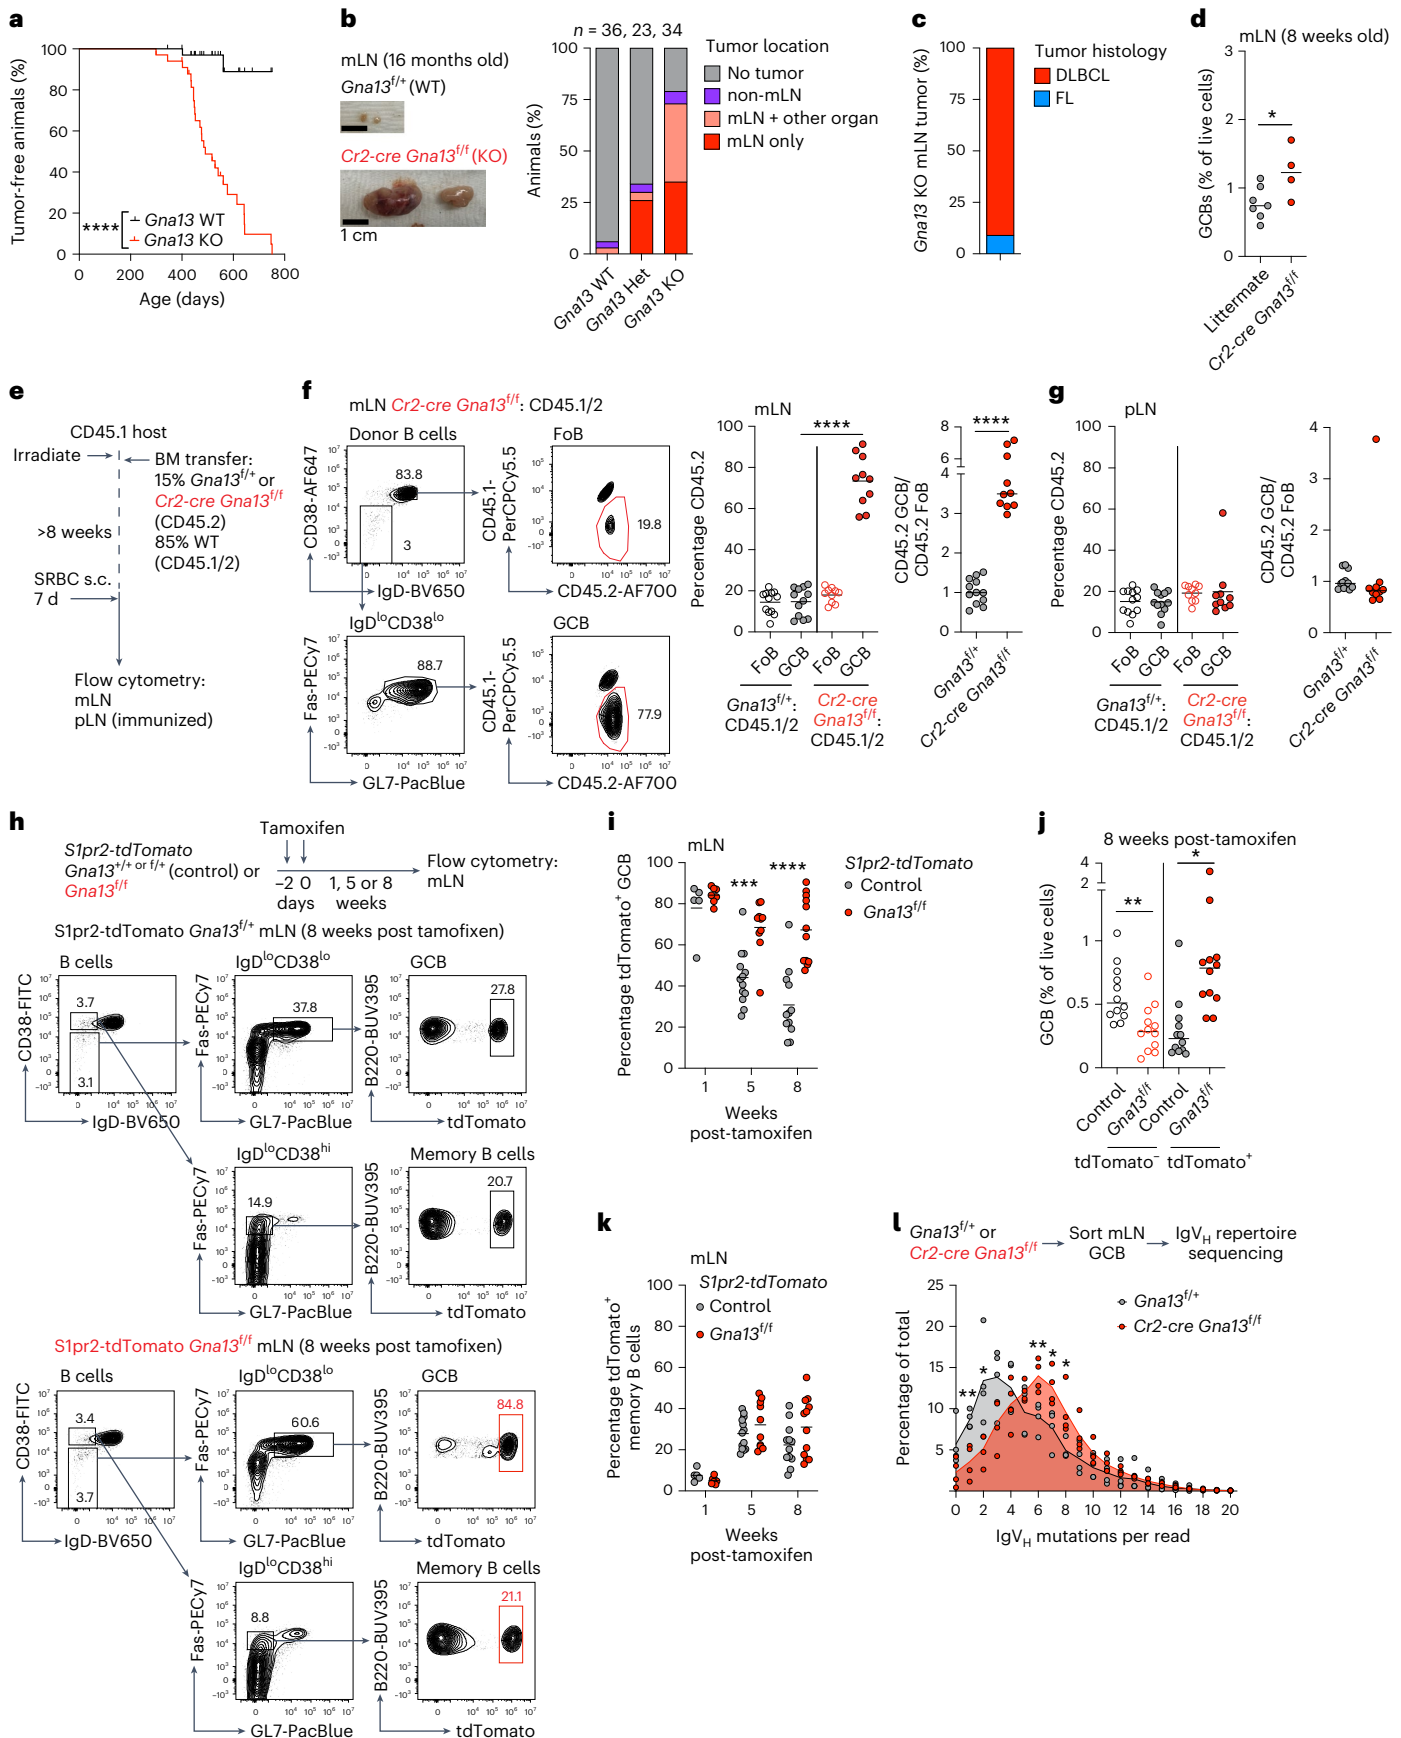 a
Tumor-free animals (%)
100
80
60
40
20
0
**** Gna13 WT
Gna13 KO
0 200 400 600 800
Age (days)
b
mLN (16 months old)
Gna13f/+ (WT)
Cr2-cre Gna13f/f (KO)
1 cm
n = 36, 23, 34
Animals (%)
100
75
50
25
0
Gna13 WT
Gna13 Het
Gna13 KO
Tumor location
No tumor
non-mLN
mLN + other organ
mLN only
c
Gna13 KO mLN tumor (%)
100
75
50
25
0
Tumor histology
DLBCL
FL
d
mLN (8 weeks old)
GCBs (% of live cells)
3
2
1
0
*
Littermate
Cr2-cre Gna13f/f
e
CD45.1 host
Irradiate
BM transfer:
15% Gna13f/+ or
Cr2-cre Gna13f/f
(CD45.2)
85% WT
(CD45.1/2)
>8 weeks
SRBC s.c.
7 d
Flow cytometry:
mLN
pLN (immunized)
f
mLN Cr2-cre Gna13f/f: CD45.1/2
Donor B cells
CD38-AF647
83.8
3
IgD-BV650
FoB
CD45.1-
PerCPCy5.5
19.8
CD45.2-AF700
IgDloCD38lo
Fas-PECy7
88.7
GL7-PacBlue
GCB
CD45.1-
PerCPCy5.5
77.9
CD45.2-AF700
mLN
Percentage CD45.2
100
80
60
40
20
0
****
FoB
GCB
FoB
GCB
Gna13f/+:
CD45.1/2
Cr2-cre
Gna13f/f:
CD45.1/2
CD45.2 GCB/
CD45.2 FoB
8
6
4
2
1
0
****
Gna13f/+
Cr2-cre Gna13f/f
g
pLN
Percentage CD45.2
100
80
60
40
20
0
FoB
GCB
FoB
GCB
Gna13f/+:
CD45.1/2
Cr2-cre
Gna13f/f:
CD45.1/2
CD45.2 GCB/
CD45.2 FoB
4
3
2
1
0
Gna13f/+
Cr2-cre Gna13f/f
h
Tamoxifen
S1pr2-tdTomato
Gna13+/+ or f/+ (control) or
Gna13f/f
–2 0
days
1, 5 or 8
weeks
Flow cytometry:
mLN
S1pr2-tdTomato Gna13f/+ mLN (8 weeks post tamofixen)
B cells
CD38-FITC
3.7
3.1
IgD-BV650
IgDloCD38lo
Fas-PECy7
37.8
GL7-PacBlue
GCB
B220-BUV395
27.8
tdTomato
IgDloCD38hi
Fas-PECy7
14.9
GL7-PacBlue
Memory B cells
B220-BUV395
20.7
tdTomato
S1pr2-tdTomato Gna13f/f mLN (8 weeks post tamofixen)
B cells
CD38-FITC
3.4
3.7
IgD-BV650
IgDloCD38lo
Fas-PECy7
60.6
GL7-PacBlue
GCB
B220-BUV395
84.8
tdTomato
IgDloCD38hi
Fas-PECy7
8.8
GL7-PacBlue
Memory B cells
B220-BUV395
21.1
tdTomato
i
mLN
Percentage tdTomato+ GCB
100
80
60
40
20
0
***
****
1 5 8
Weeks
post-tamoxifen
S1pr2-tdTomato
Control
Gna13f/f
j
8 weeks post-tamoxifen
GCB (% of live cells)
4
2
1
0.5
0
**
*
Control
Gna13f/f
Control
Gna13f/f
tdTomato–
tdTomato+
k
mLN
S1pr2-tdTomato
Control
Gna13f/f
Percentage tdTomato+
memory B cells
100
80
60
40
20
0
1 5 8
Weeks
post-tamoxifen
l
Gna13f/+ or
Cr2-cre Gna13f/f
Sort mLN
GCB
IgVH repertoire
sequencing
Percentage of total
25
20
15
10
5
Gna13f/+
Cr2-cre Gna13f/f
**
*
**
*
*
0 2 4 6 8 10 12 14 16 18 20
IgVH mutations per read